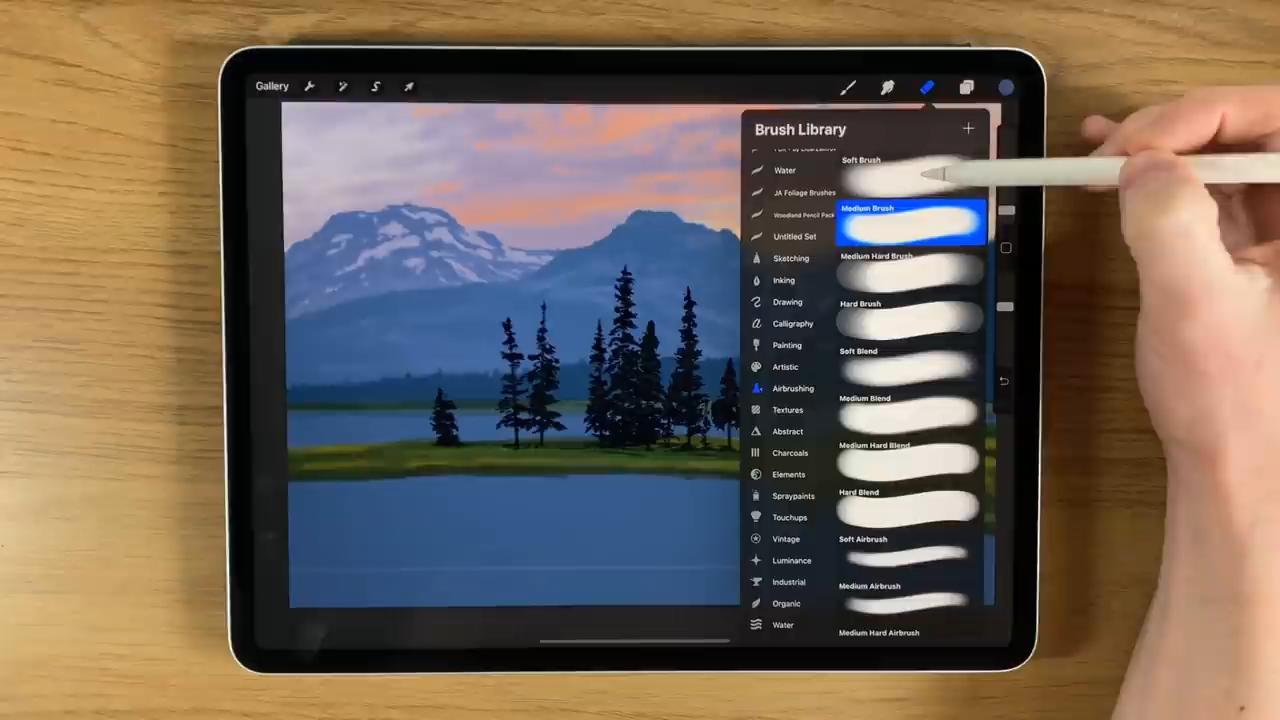 Gallery
Brush Library
Water
JA Foliage Brushes
Woodland Pencil Pack
Untitled Set
Sketching
Inking
Drawing
Calligraphy
Painting
Artistic
Airbrushing
Textures
Abstract
Charcoals
Elements
Spraypaints
Touchups
Vintage
Luminance
Industrial
Organic
Water
Soft Brush
Medium Brush
Medium Hard Brush
Hard Brush
Soft Blend
Medium Blend
Medium Hard Blend
Hard Blend
Soft Airbrush
Medium Airbrush
Medium Hard Airbrush